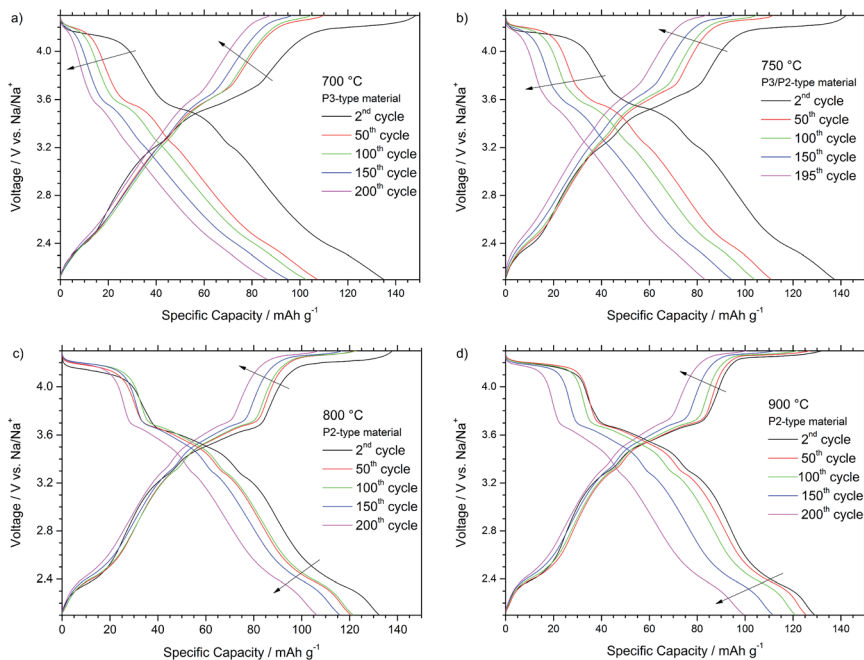 a)
4.0
3.6
3.2
2.8
2.4
Voltage / V vs. Na/Na⁺
0 20 40 60 80 100 120 140
Specific Capacity / mAh g⁻¹
700 °C
P3-type material
2ⁿᵈ cycle
50ᵗʰ cycle
100ᵗʰ cycle
150ᵗʰ cycle
200ᵗʰ cycle
b)
4.0
3.6
3.2
2.8
2.4
Voltage / V vs. Na/Na⁺
0 20 40 60 80 100 120 140
Specific Capacity / mAh g⁻¹
750 °C
P3/P2-type material
2ⁿᵈ cycle
50ᵗʰ cycle
100ᵗʰ cycle
150ᵗʰ cycle
195ᵗʰ cycle
c)
4.0
3.6
3.2
2.8
2.4
Voltage / V vs. Na/Na⁺
0 20 40 60 80 100 120 140
Specific Capacity / mAh g⁻¹
800 °C
P2-type material
2ⁿᵈ cycle
50ᵗʰ cycle
100ᵗʰ cycle
150ᵗʰ cycle
200ᵗʰ cycle
d)
4.0
3.6
3.2
2.8
2.4
Voltage / V vs. Na/Na⁺
0 20 40 60 80 100 120 140
Specific Capacity / mAh g⁻¹
900 °C
P2-type material
2ⁿᵈ cycle
50ᵗʰ cycle
100ᵗʰ cycle
150ᵗʰ cycle
200ᵗʰ cycle